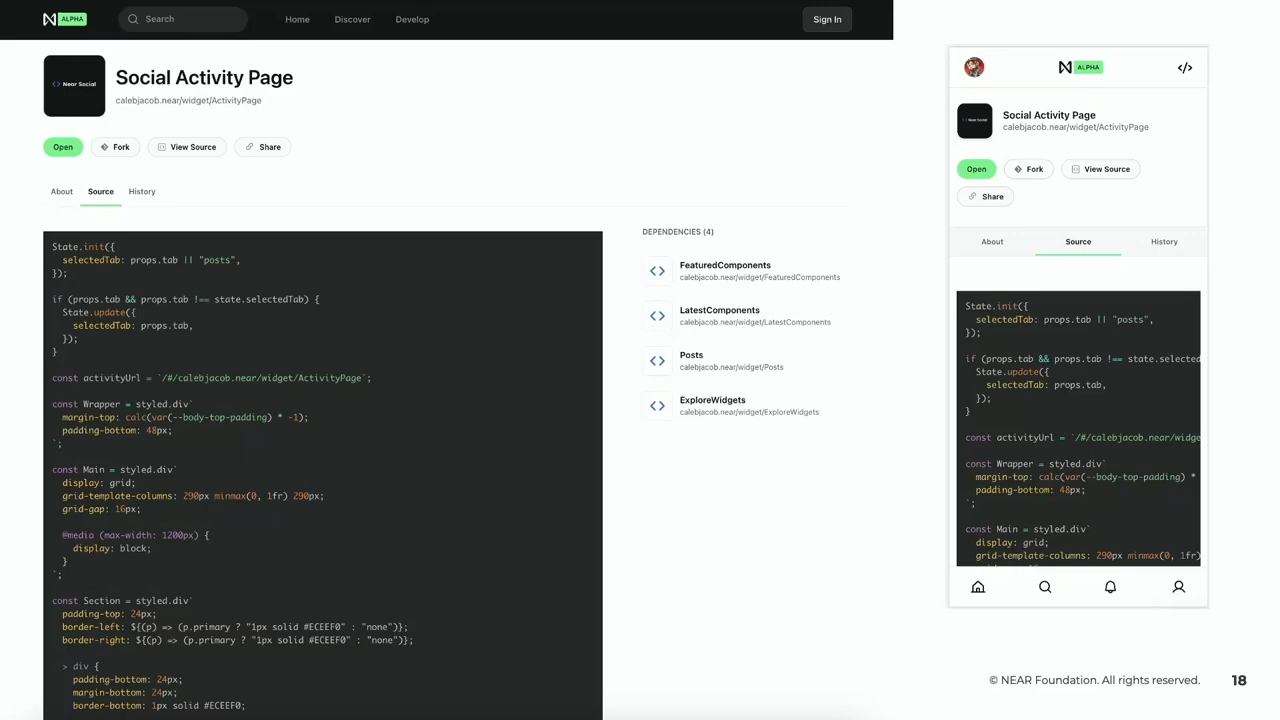 ALPHA
Search
Home
Discover
Develop
Sign In
Near Social
Social Activity Page
calebjacob.near/widget/ActivityPage
Open
Fork
View Source
Share
About
Source
History
State.init({
  selectedTab: props.tab || "posts",
});
if (props.tab && props.tab !== state.selectedTab) {
  State.update({
    selectedTab: props.tab,
  });
}
const activityUrl = `/#/calebjacob.near/widget/ActivityPage`;
const Wrapper = styled.div`
  margin-top: calc(var(--body-top-padding) * -1);
  padding-bottom: 48px;
`;
const Main = styled.div`
  display: grid;
  grid-template-columns: 290px minmax(0, 1fr) 290px;
  grid-gap: 16px;
  @media (max-width: 1200px) {
    display: block;
  }
`;
const Section = styled.div`
  padding-top: 24px;
  border-left: ${(p) => (p.primary ? "1px solid #ECEEF0" : "none")};
  border-right: ${(p) => (p.primary ? "1px solid #ECEEF0" : "none")};
  > div {
    padding-bottom: 24px;
    margin-bottom: 24px;
    border-bottom: 1px solid #ECEEF0;
DEPENDENCIES (4)
FeaturedComponents
calebjacob.near/widget/FeaturedComponents
LatestComponents
calebjacob.near/widget/LatestComponents
Posts
calebjacob.near/widget/Posts
ExploreWidgets
calebjacob.near/widget/ExploreWidgets
ALPHA
Near Social
Social Activity Page
calebjacob.near/widget/ActivityPage
Open
Fork
View Source
Share
About
Source
History
State.init({
  selectedTab: props.tab || "posts",
});
if (props.tab && props.tab !== state.selected
  State.update({
    selectedTab: props.tab,
  });
}
const activityUrl = `/#/calebjacob.near/widge
const Wrapper = styled.div`
  margin-top: calc(var(--body-top-padding) *
  padding-bottom: 48px;
`;
const Main = styled.div`
  display: grid;
  grid-template-columns: 290px minmax(0, 1fr)
© NEAR Foundation. All rights reserved.
18